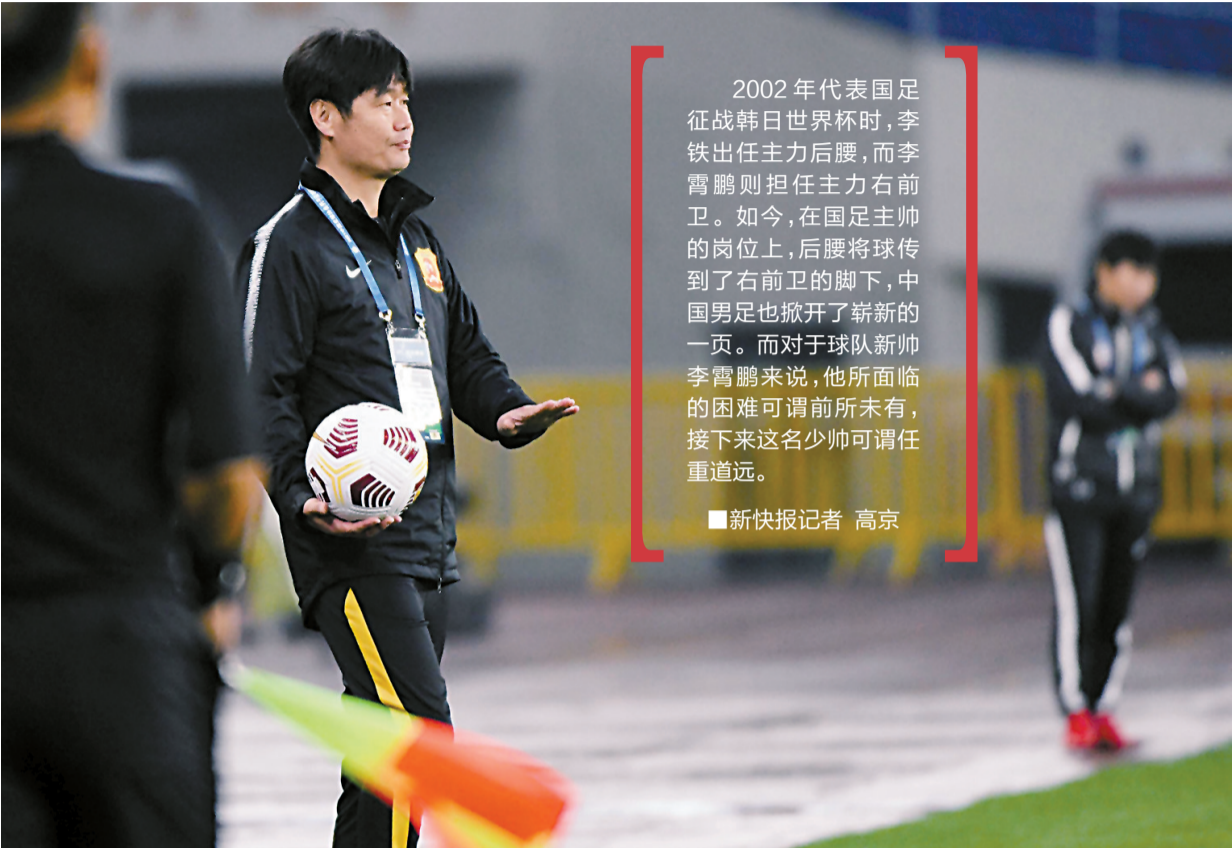 2002年代表国足
征战韩日世界杯时,李
铁出任主力后腰,而李
霄鹏则担任主力右前
卫。如今,在国足主帅
的岗位上,后腰将球传
到了右前卫的脚下,中
国男足也掀开了崭新的
一页。而对于球队新帅
李霄鹏来说,他所面临
的困难可谓前所未有,
接下来这名少帅可谓任
重道远。
■新快报记者 高京